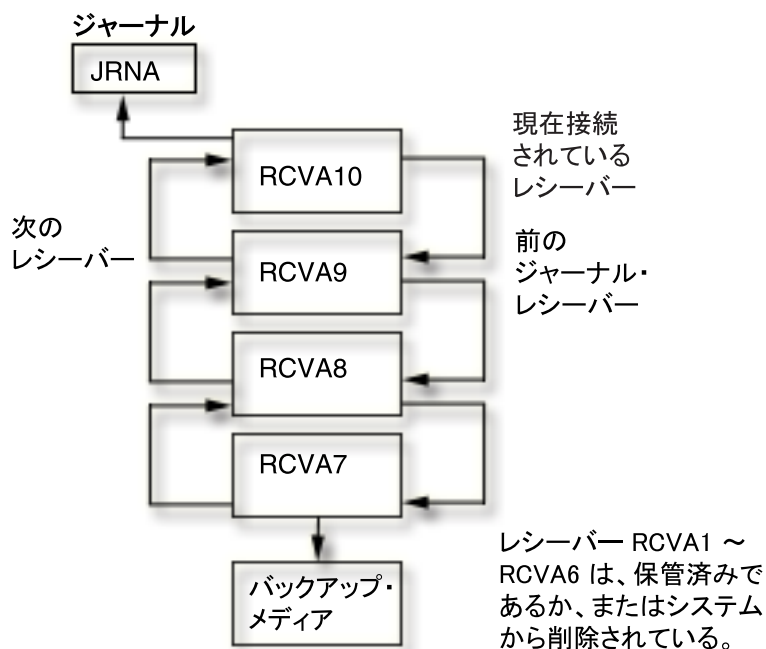 ジャーナル
JRNA
現在接続
されている
レシーバー
RCVA10
次の
レシーバー
前の
ジャーナル・
レシーバー
RCVA9
RCVA8
RCVA7
バックアップ・
メディア
レシーバー RCVA1 ～
RCVA6 は、保管済みで
あるか、またはシステム
から削除されている。